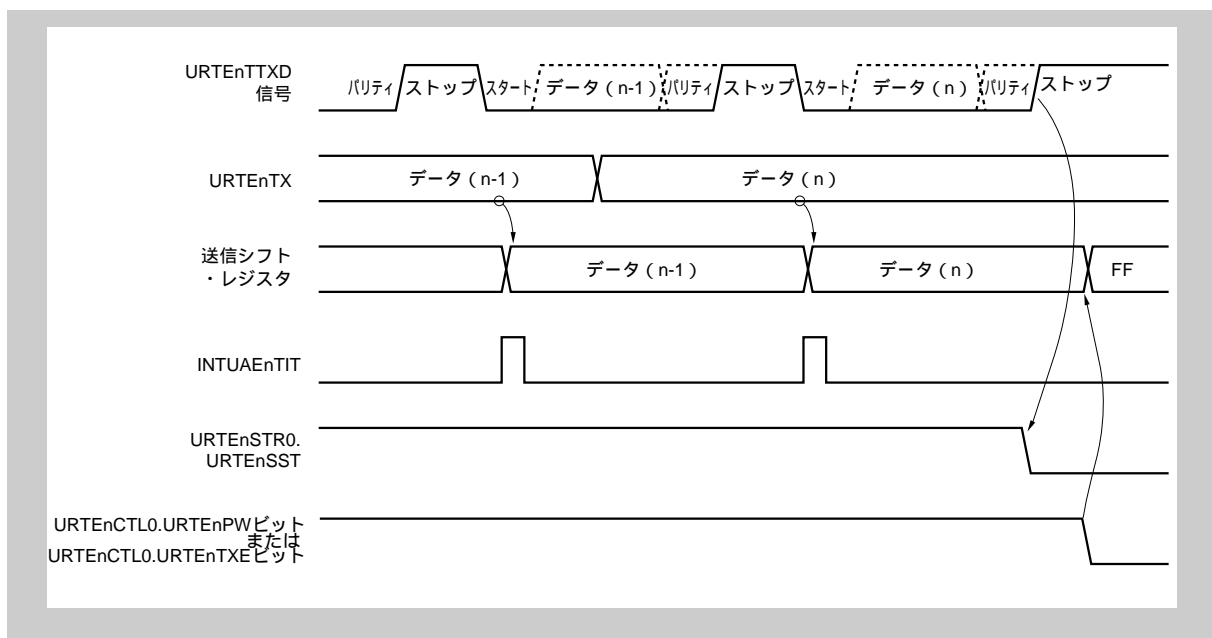 URTEnTTXD
信号
パリティ ストップ スタート データ（n-1） パリティ ストップ スタート データ（n） パリティ ストップ
URTEnTX
データ（n-1） データ（n）
送信シフト
・レジスタ
データ（n-1） データ（n） FF
INTUAEnTIT
URTEnSTR0.
URTEnSST
URTEnCTL0.URTEnPWビット
または
URTEnCTL0.URTEnTXEビット